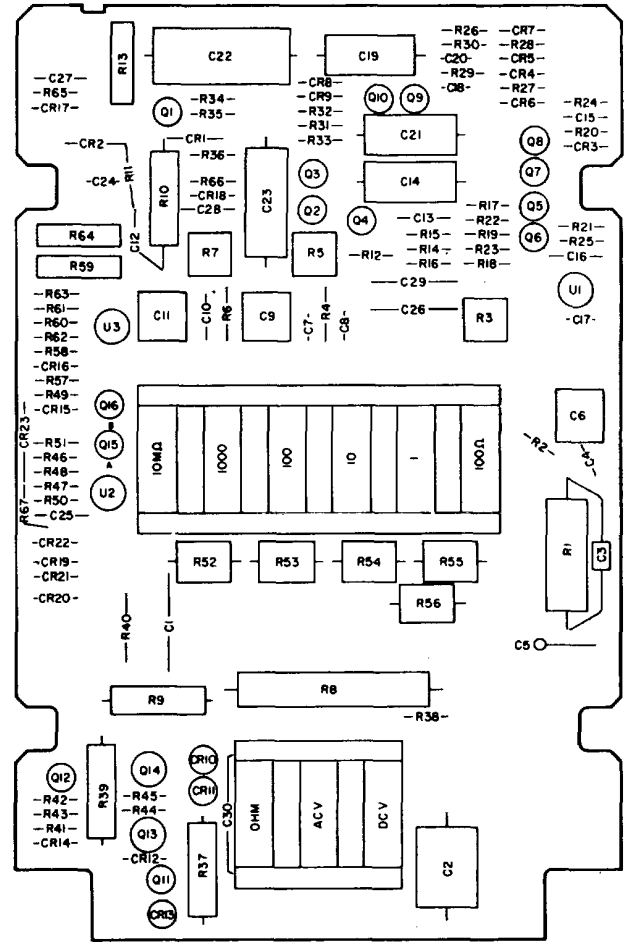 R13
C22
C19
-R26-
-R30-
-C20-
-R29-
-C18-
-CR7-
-R28-
-CR5-
-CR4-
-R27-
-CR6-
-C27-
-R65-
-CR17-
Q1
-R34-
-R35-
-CR8-
-CR9-
-R32-
-R31-
-R33-
Q10
Q9
-R24-
-C15-
-R20-
-CR3-
C21
Q8
-CR2-
-CR1-
-R36-
R11
-C24-
R10
-R66-
-CR18-
-C28-
C23
Q3
Q2
C14
Q7
Q4
-C13-
-R15-
-R14-
-R16-
-R12-
-R17-
-R22-
-R19-
-R23-
-R18-
Q5
Q6
-R21-
-R25-
-C16-
R64
R59
C12
R7
R5
-C29-
-C26-
U1
-C17-
-R63-
-R61-
-R60-
-R62-
-R58-
-CR16-
-R57-
-R49-
-CR15-
U3
C11
C10
R6
C9
-C7-
R4
-C8-
R3
CR23
Q16
B
Q15
A
U2
-R51-
-R46-
-R48-
-R47-
-R50-
-C25-
R67
10MΩ
1000
100
10
1
100Ω
C6
-R2-
C4
-CR22-
-CR19-
-CR21-
-CR20-
R52
R53
R54
R55
R56
R1
C3
R40
C1
C5
R9
R8
-R38-
Q12
-R42-
-R43-
-R41-
-CR14-
R39
Q14
-R45-
-R44-
Q13
-CR12-
Q11
CR13
CR10
CR11
R37
C30
OHM
ACV
DCV
C2